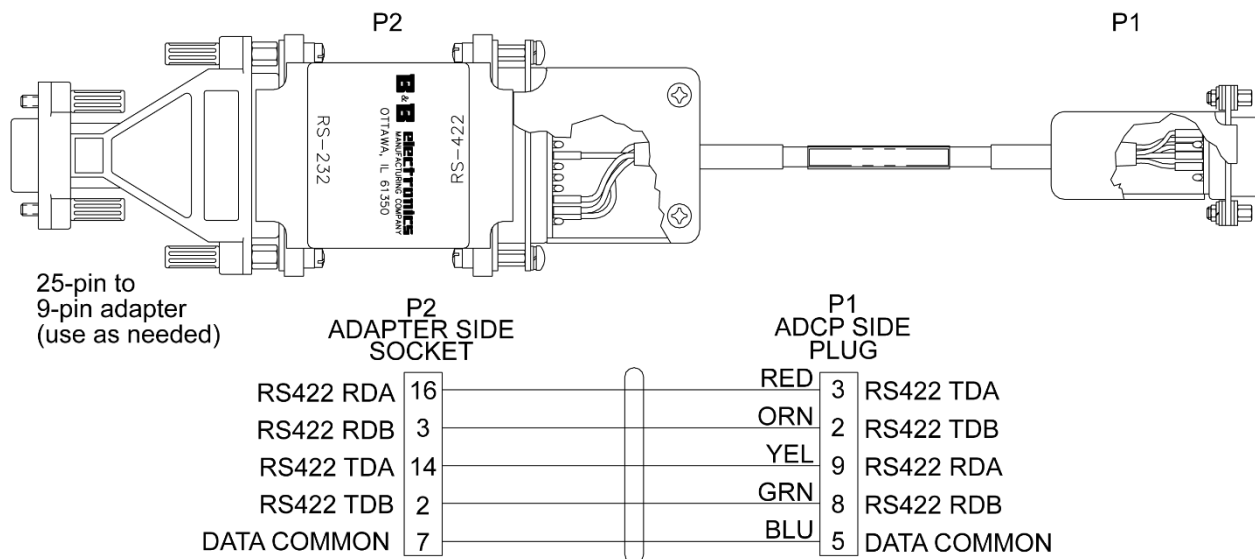 P2
P1
RS-232
B&B electronics
MANUFACTURING COMPANY
OTTAWA, IL 61350
RS-422
25-pin to
9-pin adapter
(use as needed)
P2
ADAPTER SIDE
SOCKET
P1
ADCP SIDE
PLUG
RS422 RDA 16 RED 3 RS422 TDA
RS422 RDB 3 ORN 2 RS422 TDB
RS422 TDA 14 YEL 9 RS422 RDA
RS422 TDB 2 GRN 8 RS422 RDB
DATA COMMON 7 BLU 5 DATA COMMON